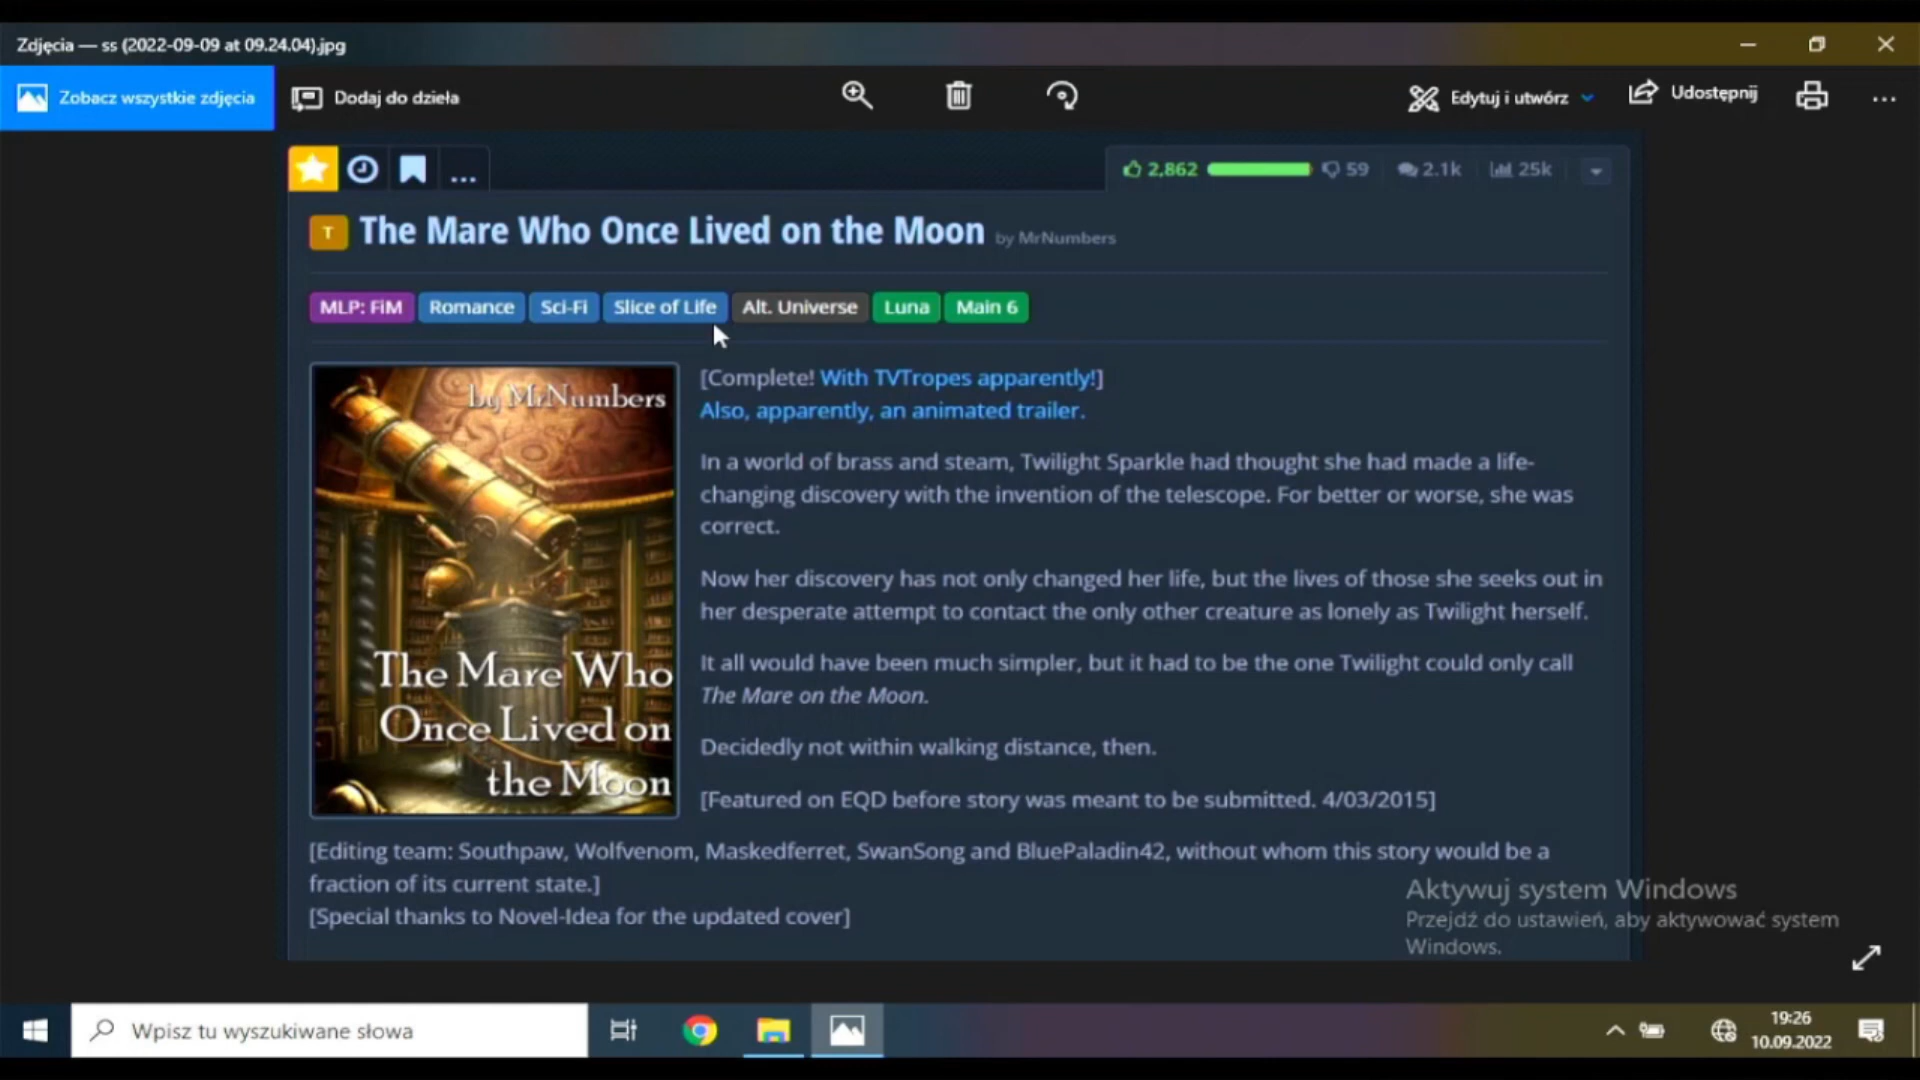 Zdjęcia — ss (2022-09-09 at 09.24.04).jpg
Zobacz wszystkie zdjęcia
Dodaj do dzieła
Edytuj i utwórz
Udostępnij
2,862
59
2.1k
25k
T The Mare Who Once Lived on the Moon by MrNumbers
MLP: FiM Romance Sci-Fi Slice of Life Alt. Universe Luna Main 6
by MrNumbers
The Mare Who
Once Lived on
the Moon
[Complete! With TVTropes apparently!]
Also, apparently, an animated trailer.
In a world of brass and steam, Twilight Sparkle had thought she had made a life-
changing discovery with the invention of the telescope. For better or worse, she was
correct.
Now her discovery has not only changed her life, but the lives of those she seeks out in
her desperate attempt to contact the only other creature as lonely as Twilight herself.
It all would have been much simpler, but it had to be the one Twilight could only call
The Mare on the Moon.
Decidedly not within walking distance, then.
[Featured on EQD before story was meant to be submitted. 4/03/2015]
[Editing team: Southpaw, Wolfvenom, Maskedferret, SwanSong and BluePaladin42, without whom this story would be a
fraction of its current state.]
[Special thanks to Novel-Idea for the updated cover]
Aktywuj system Windows
Przejdź do ustawień, aby aktywować system
Windows.
Wpisz tu wyszukiwane słowa
19:26
10.09.2022